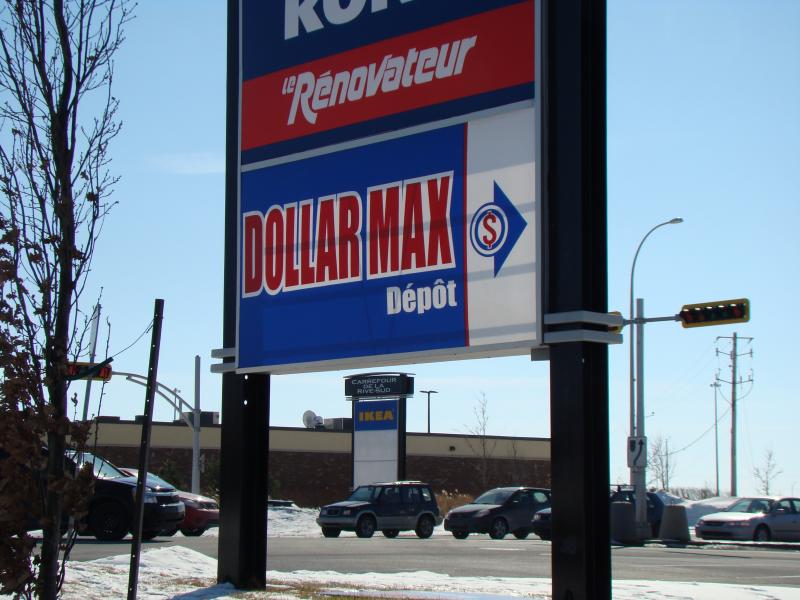 Le Rénovateur
DOLLAR MAX
$
Dépôt
CARREFOUR
DE LA
RIVE-SUD
IKEA